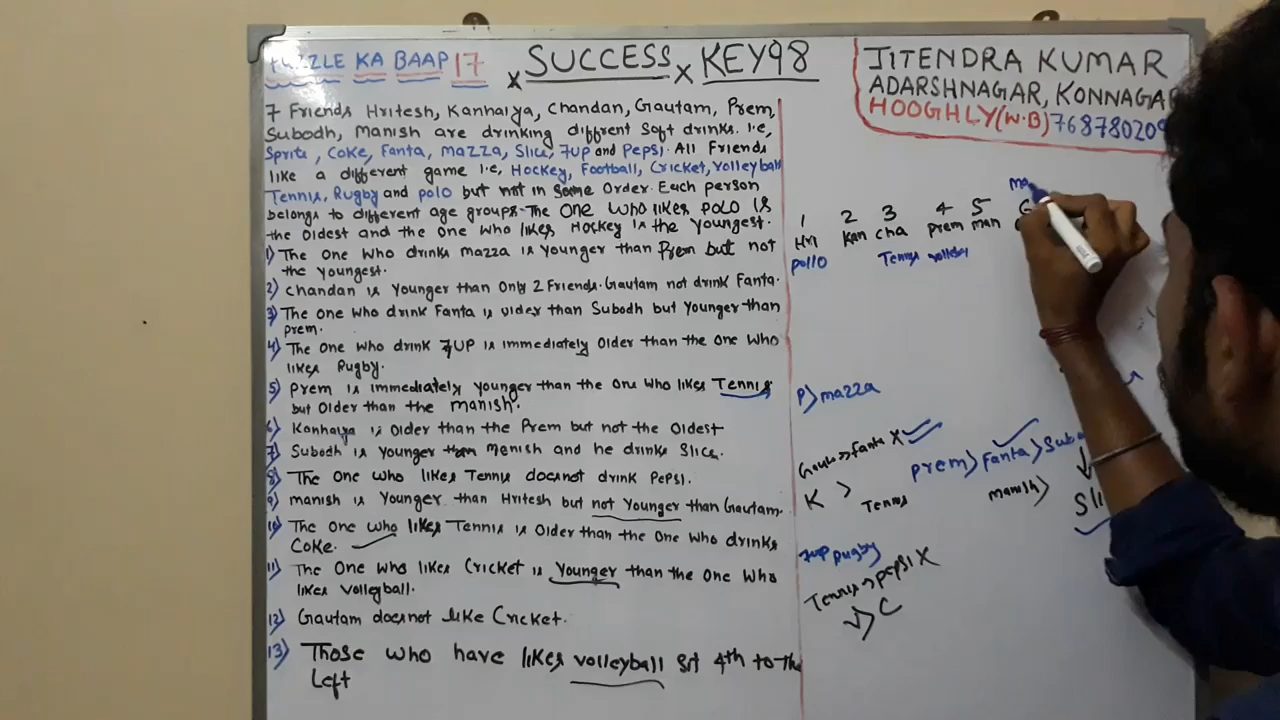 PUZZLE KA BAAP 17
x SUCCESS x KEY98
JITENDRA KUMAR
ADARSHNAGAR, KONNAGAR
HOOGHLY(W.B) 768780209
7 Friends Hritesh, Kanhaiya, Chandan, Gautam, Prem,
Subodh, Manish are drinking different Soft drinks. I.e,
Sprite, Coke, Fanta, Mazza, Slice, 7up and Pepsi. All Friends
like a different game i.e, Hockey, Football, Cricket, Volleyball
Tennis, Rugby and polo but not in Same Order. Each person
belongs to different age groups. The One who likes POLO is
the Oldest and the one who likes Hockey is the youngest.
1) The One who drinks mazza is younger than Prem but not
the youngest.
2) Chandan is younger than Only 2 Friends. Gautam not drink Fanta.
3) The one who drink Fanta is older than Subodh but younger than
prem.
4) The One who drink 7UP is immediately Older than the One who
likes Rugby.
5) Prem is immediately younger than the One who likes Tennis
but Older than the manish.
6) Kanhaiya is Older than the Prem but not the Oldest
7) Subodh is younger than Menish and he drinks Slice.
8) The One who likes Tennis doesnot drink Pepsi.
9) manish is Younger than Hritesh but not younger than Gautam.
10) The One who likes Tennis is Older than the One who drinks
Coke.
11) The One who likes Cricket is Younger than the One who
likes volleyball.
12) Gautam doesnot like Cricket.
13) Those who have likes volleyball sit 4th to the
Left
1 2 3 4 5 G
Hri Kan cha prem man
pollo Tennis volleby
ma
P> mazza
Gauta => Fanta X
prem> Fanta> Subo
K > Tennis
manish>
Sli
7up Rugby
Tennis => pepsi X
V > C